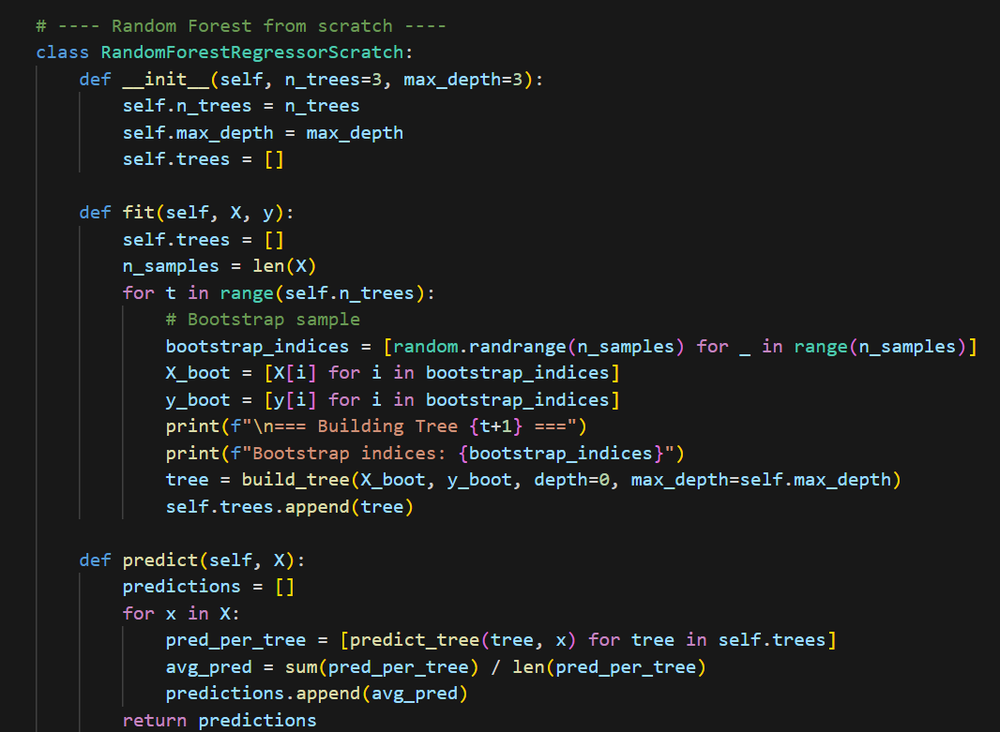 # ---- Random Forest from scratch ----
class RandomForestRegressorScratch:
    def __init__(self, n_trees=3, max_depth=3):
        self.n_trees = n_trees
        self.max_depth = max_depth
        self.trees = []

    def fit(self, X, y):
        self.trees = []
        n_samples = len(X)
        for t in range(self.n_trees):
            # Bootstrap sample
            bootstrap_indices = [random.randrange(n_samples) for _ in range(n_samples)]
            X_boot = [X[i] for i in bootstrap_indices]
            y_boot = [y[i] for i in bootstrap_indices]
            print(f"\n=== Building Tree {t+1} ===")
            print(f"Bootstrap indices: {bootstrap_indices}")
            tree = build_tree(X_boot, y_boot, depth=0, max_depth=self.max_depth)
            self.trees.append(tree)

    def predict(self, X):
        predictions = []
        for x in X:
            pred_per_tree = [predict_tree(tree, x) for tree in self.trees]
            avg_pred = sum(pred_per_tree) / len(pred_per_tree)
            predictions.append(avg_pred)
        return predictions